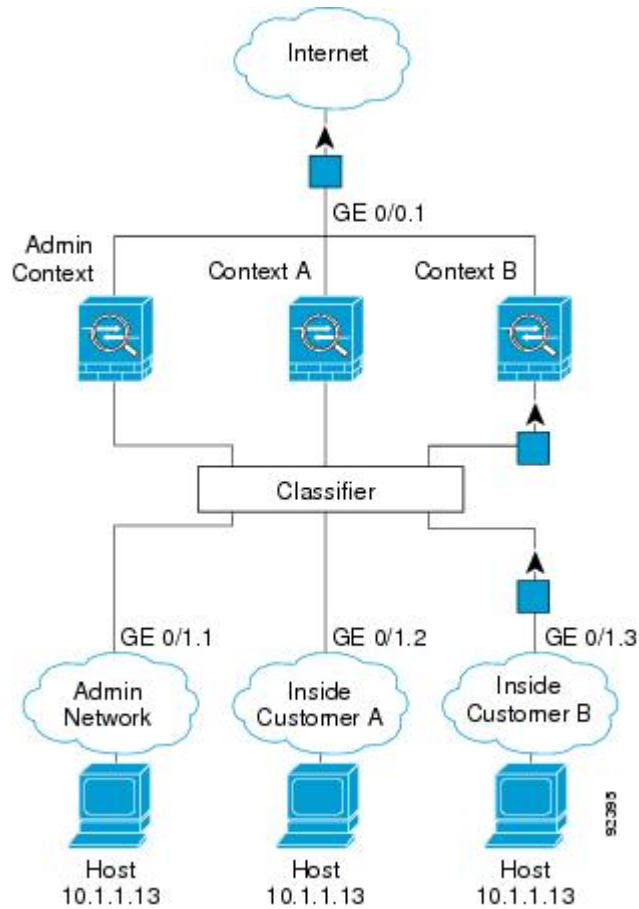 Internet
GE 0/0.1
Admin
Context
Context A
Context B
Classifier
GE 0/1.1
GE 0/1.2
GE 0/1.3
Admin
Network
Inside
Customer A
Inside
Customer B
92395
Host
10.1.1.13
Host
10.1.1.13
Host
10.1.1.13